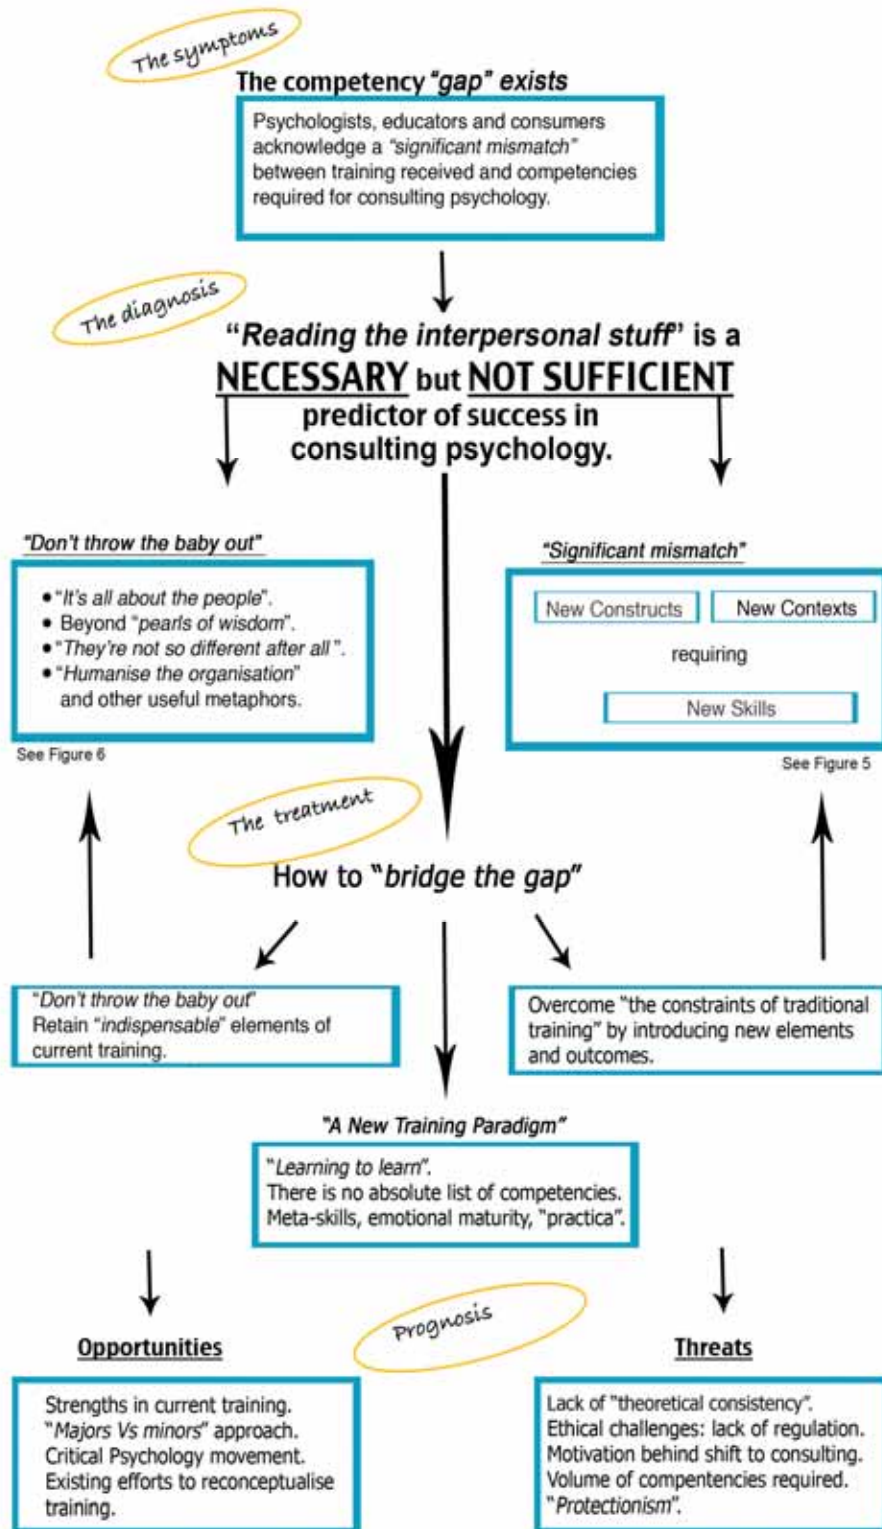 The symptoms
The competency "gap" exists
Psychologists, educators and consumers
acknowledge a "significant mismatch"
between training received and competencies
required for consulting psychology.
The diagnosis
"Reading the interpersonal stuff" is a
NECESSARY but NOT SUFFICIENT
predictor of success in
consulting psychology.
"Don't throw the baby out"
• "It's all about the people".
• Beyond "pearls of wisdom".
• "They're not so different after all".
• "Humanise the organisation"
and other useful metaphors.
See Figure 6
"Significant mismatch"
New Constructs
New Contexts
requiring
New Skills
See Figure 5
The treatment
How to "bridge the gap"
"Don't throw the baby out"
Retain "indispensable" elements of
current training.
Overcome "the constraints of traditional
training" by introducing new elements
and outcomes.
"A New Training Paradigm"
"Learning to learn".
There is no absolute list of competencies.
Meta-skills, emotional maturity, "practica".
Prognosis
Opportunities
Strengths in current training.
"Majors Vs minors" approach.
Critical Psychology movement.
Existing efforts to reconceptualise
training.
Threats
Lack of "theoretical consistency".
Ethical challenges: lack of regulation.
Motivation behind shift to consulting.
Volume of compentencies required.
"Protectionism".